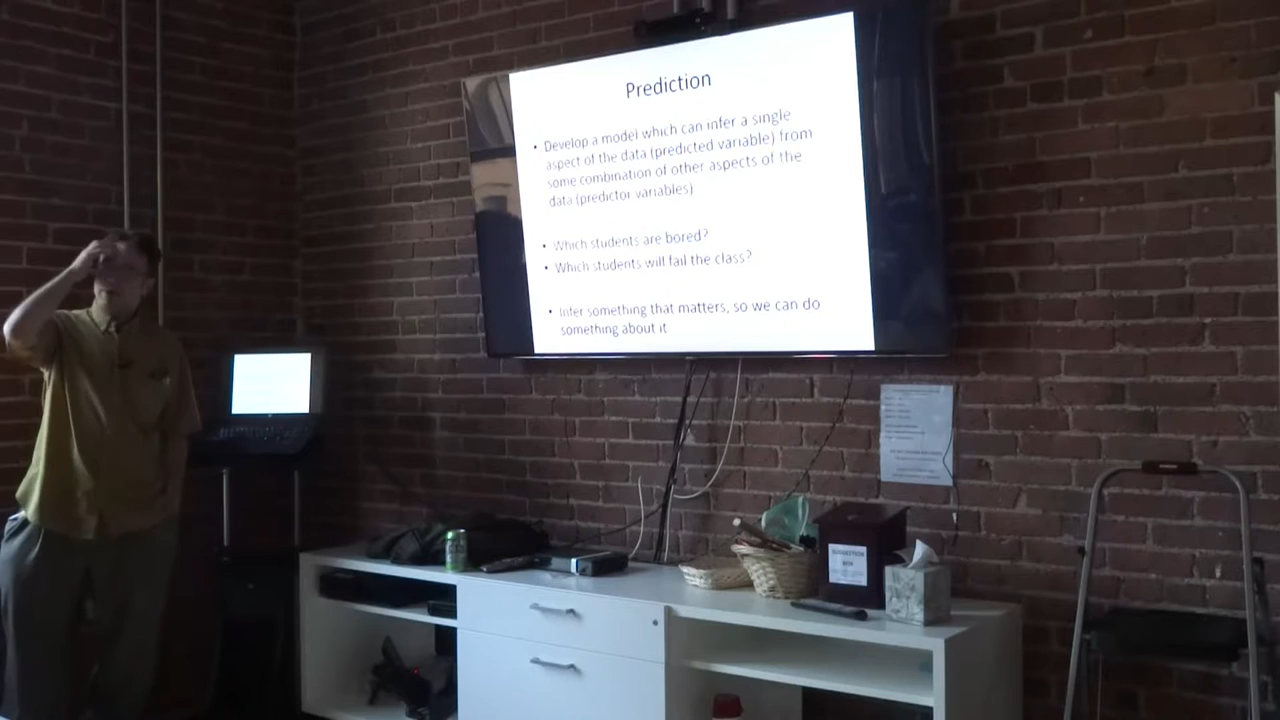 Prediction
• Develop a model which can infer a single
aspect of the data (predicted variable) from
some combination of other aspects of the
data (predictor variables)
• Which students are bored?
• Which students will fail the class?
• Infer something that matters, so we can do
something about it
SUGGESTION
BOX